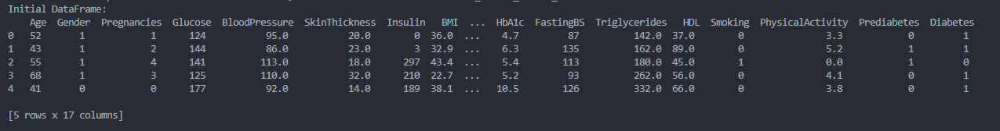 Initial DataFrame:
Age Gender Pregnancies Glucose BloodPressure SkinThickness Insulin BMI ... HbA1c FastingBS Triglycerides HDL Smoking PhysicalActivity Prediabetes Diabetes
0 52 1 1 124 95.0 20.0 0 36.0 ... 4.7 87 142.0 37.0 0 3.3 0 1
1 43 1 2 144 86.0 23.0 3 32.9 ... 6.3 135 162.0 89.0 0 5.2 1 1
2 55 1 4 141 113.0 18.0 297 43.4 ... 5.4 113 180.0 45.0 1 0.0 1 0
3 68 1 3 125 110.0 32.0 210 22.7 ... 5.2 93 262.0 56.0 0 4.1 0 1
4 41 0 0 177 92.0 14.0 189 38.1 ... 10.5 126 332.0 66.0 0 3.8 0 1
[5 rows x 17 columns]